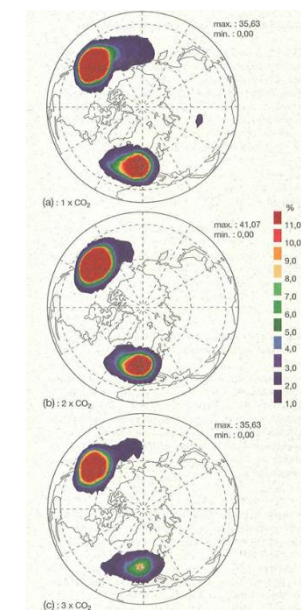 max. : 35,63
min. : 0,00
(a) : 1 x CO₂
max. : 41,07
min. : 0,00
(b) : 2 x CO₂
%
11,0
10,0
9,0
8,0
7,0
6,0
5,0
4,0
3,0
2,0
1,0
max. : 35,63
min. : 0,00
(c) : 3 x CO₂